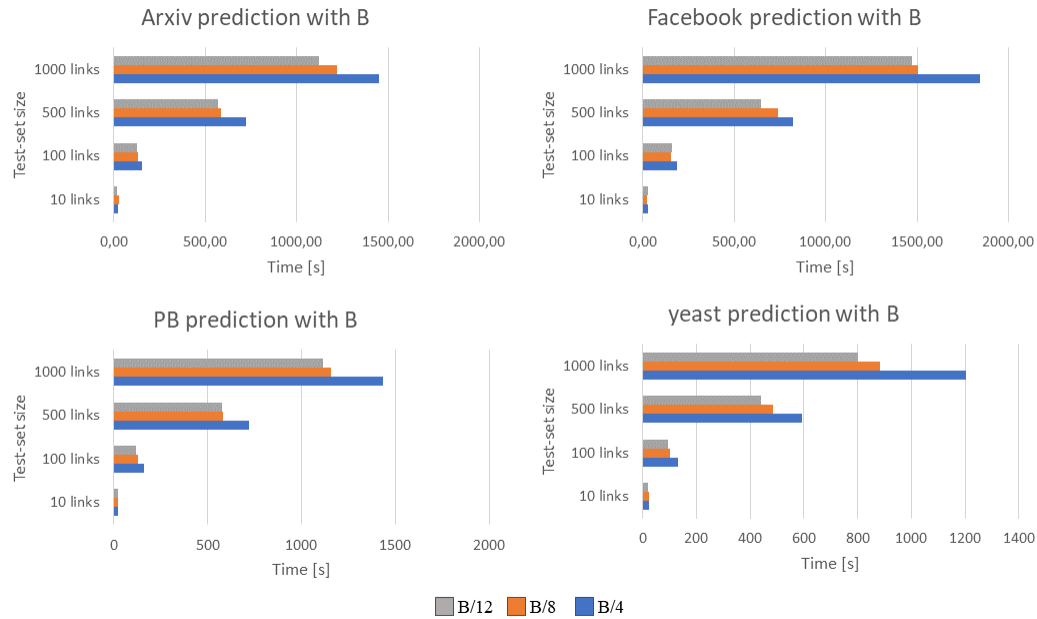 Arxiv prediction with B
Test-set size
1000 links
500 links
100 links
10 links
0,00 500,00 1000,00 1500,00 2000,00
Time [s]
Facebook prediction with B
Test-set size
1000 links
500 links
100 links
10 links
0,00 500,00 1000,00 1500,00 2000,00
Time [s]
PB prediction with B
Test-set size
1000 links
500 links
100 links
10 links
0 500 1000 1500 2000
Time [s]
yeast prediction with B
Test-set size
1000 links
500 links
100 links
10 links
0 200 400 600 800 1000 1200 1400
Time [s]
B/12 B/8 B/4